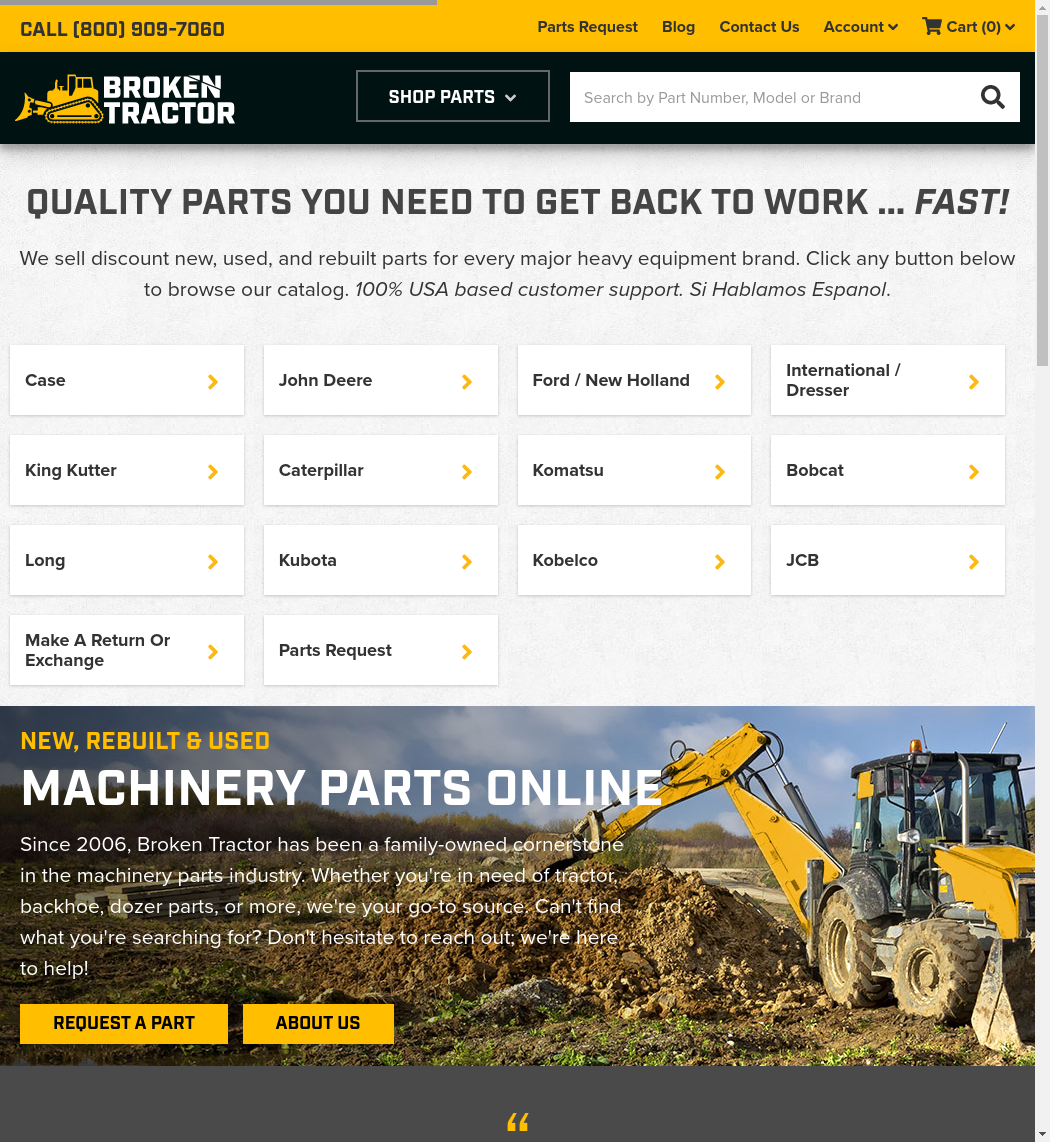 CALL (800) 909-7060
Parts Request Blog Contact Us Account Cart (0)
BROKEN
TRACTOR
SHOP PARTS
Search by Part Number, Model or Brand
QUALITY PARTS YOU NEED TO GET BACK TO WORK ... FAST!
We sell discount new, used, and rebuilt parts for every major heavy equipment brand. Click any button below
to browse our catalog. 100% USA based customer support. Si Hablamos Espanol.
Case
John Deere
Ford / New Holland
International /
Dresser
King Kutter
Caterpillar
Komatsu
Bobcat
Long
Kubota
Kobelco
JCB
Make A Return Or
Exchange
Parts Request
NEW, REBUILT & USED
MACHINERY PARTS ONLINE
Since 2006, Broken Tractor has been a family-owned cornerstone
in the machinery parts industry. Whether you're in need of tractor,
backhoe, dozer parts, or more, we're your go-to source. Can't find
what you're searching for? Don't hesitate to reach out; we're here
to help!
REQUEST A PART
ABOUT US
“